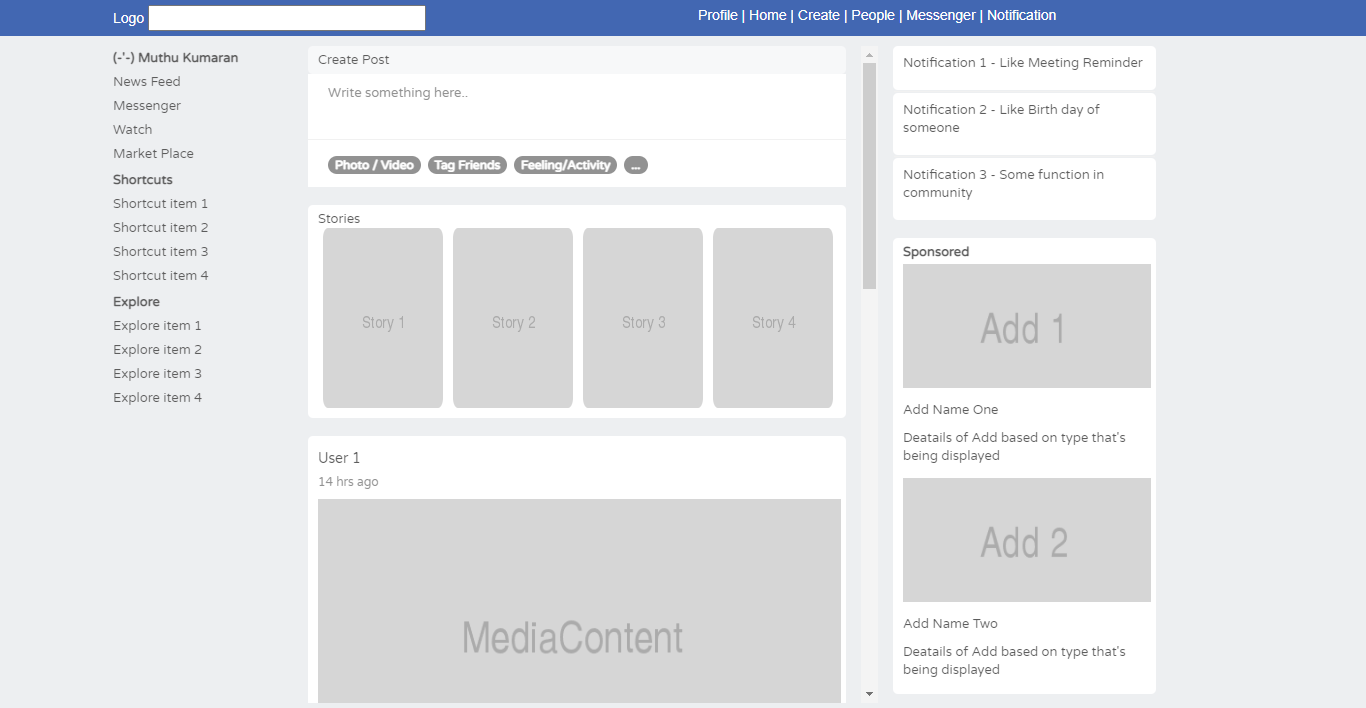 Logo
Profile | Home | Create | People | Messenger | Notification
(-'-) Muthu Kumaran
News Feed
Messenger
Watch
Market Place
Shortcuts
Shortcut item 1
Shortcut item 2
Shortcut item 3
Shortcut item 4
Explore
Explore item 1
Explore item 2
Explore item 3
Explore item 4
Create Post
Write something here..
Photo / Video Tag Friends Feeling/Activity ...
Stories
Story 1 Story 2 Story 3 Story 4
User 1
14 hrs ago
MediaContent
Notification 1 - Like Meeting Reminder
Notification 2 - Like Birth day of
someone
Notification 3 - Some function in
community
Sponsored
Add 1
Add Name One
Deatails of Add based on type that's
being displayed
Add 2
Add Name Two
Deatails of Add based on type that's
being displayed